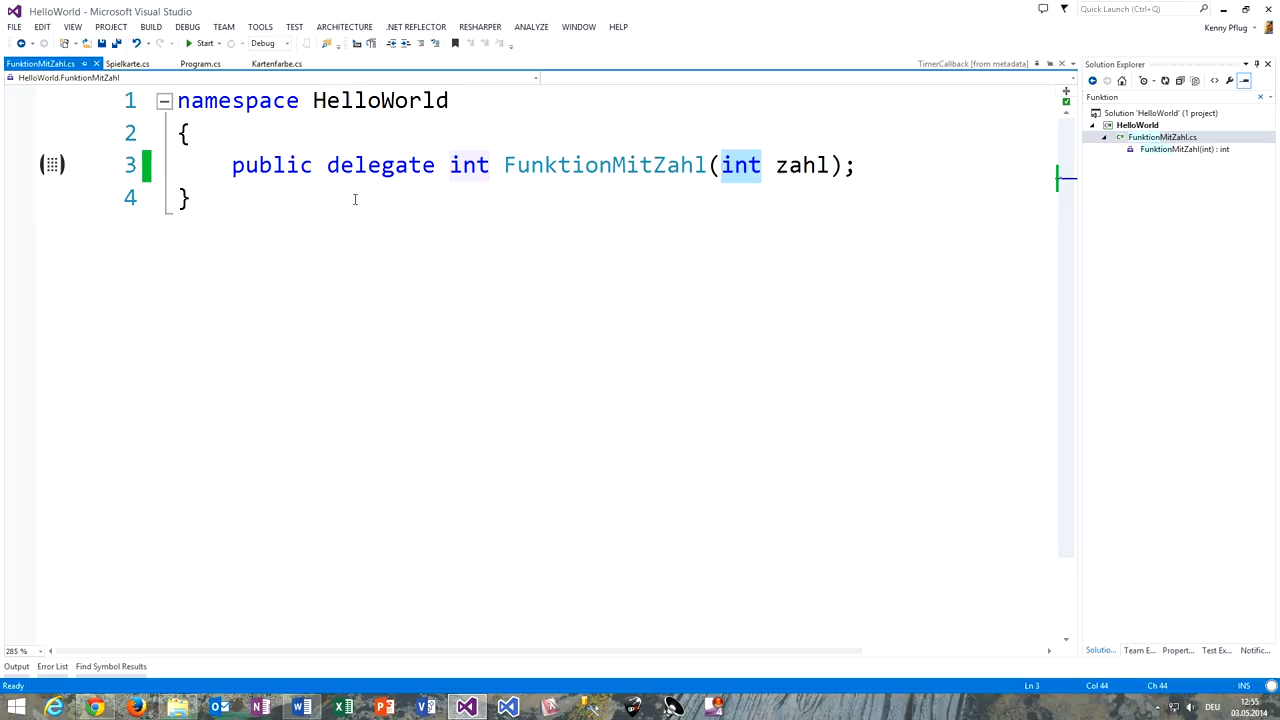 HelloWorld - Microsoft Visual Studio
Quick Launch (Ctrl+Q)
FILE EDIT VIEW PROJECT BUILD DEBUG TEAM TOOLS TEST ARCHITECTURE .NET REFLECTOR RESHARPER ANALYZE WINDOW HELP
Kenny Pflug
Start
Debug
FunktionMitZahl.cs Spielkarte.cs Program.cs Kartenfarbe.cs TimerCallback [from metadata]
HelloWorld.FunktionMitZahl
1 namespace HelloWorld
2 {
3 public delegate int FunktionMitZahl(int zahl);
4 }
Solution Explorer
Funktion
Solution 'HelloWorld' (1 project)
HelloWorld
FunktionMitZahl.cs
FunktionMitZahl(int) : int
285 %
Soluti... Team E... Propert... Test Ex... Notific...
Output Error List Find Symbol Results
Ready Ln 3 Col 44 Ch 44 INS
DEU
12:55
03.05.2014